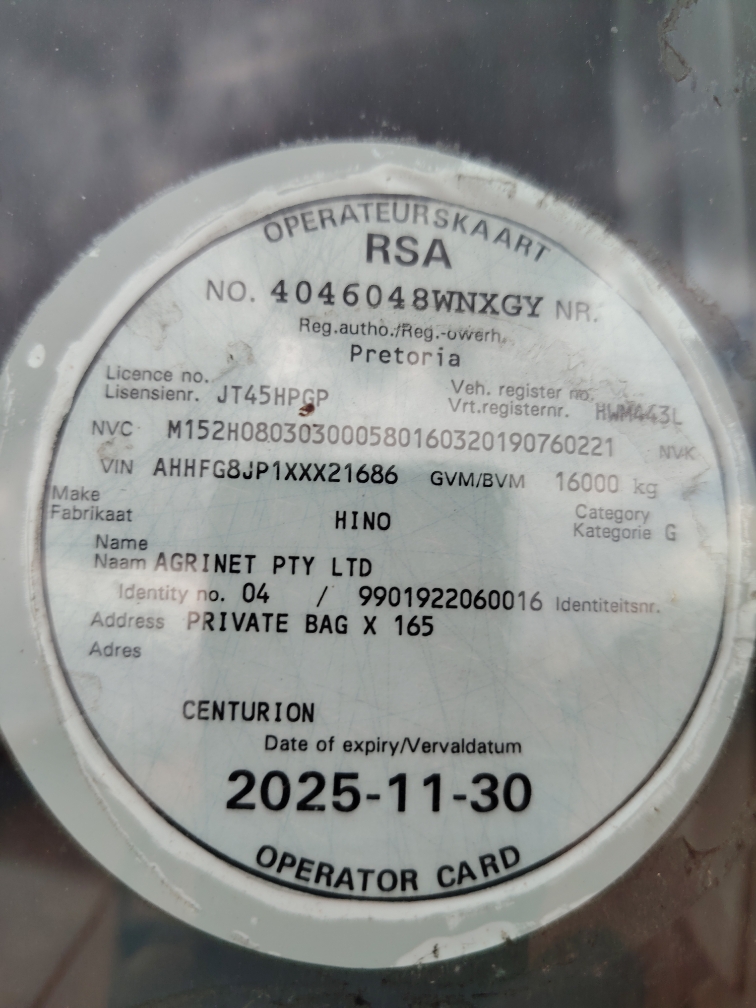 OPERATEURSKAART
RSA
NO. 4046048WNXGY NR.
Reg.autho./Reg.-owerh.
Pretoria
Licence no. Veh. register no.
Lisensienr. JT45HPGP Vrt.registernr. HWM443L
NVC M152H0803030005801603201907602​21 NVK
VIN AHHFG8JP1XXX21686 GVM/BVM 16000 kg
Make Category
Fabrikaat HINO Kategorie G
Name
Naam AGRINET PTY LTD
Identity no. 04 / 9901922060016 Identiteitsnr.
Address PRIVATE BAG X 165
Adres
CENTURION
Date of expiry/Vervaldatum
2025-11-30
OPERATOR CARD